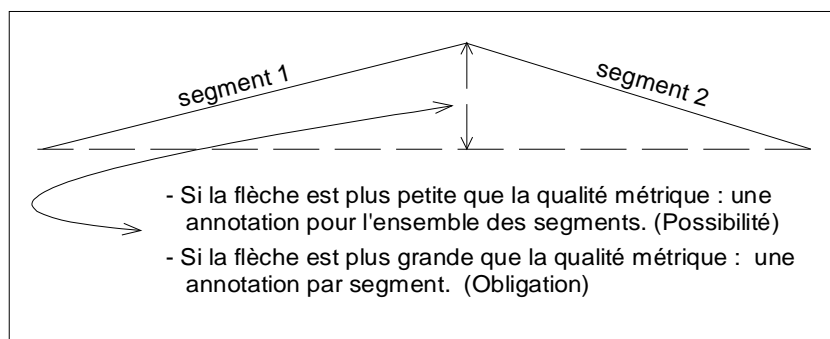 segment 1
segment 2
- Si la flèche est plus petite que la qualité métrique : une
annotation pour l'ensemble des segments. (Possibilité)
- Si la flèche est plus grande que la qualité métrique :  une
annotation par segment.  (Obligation)